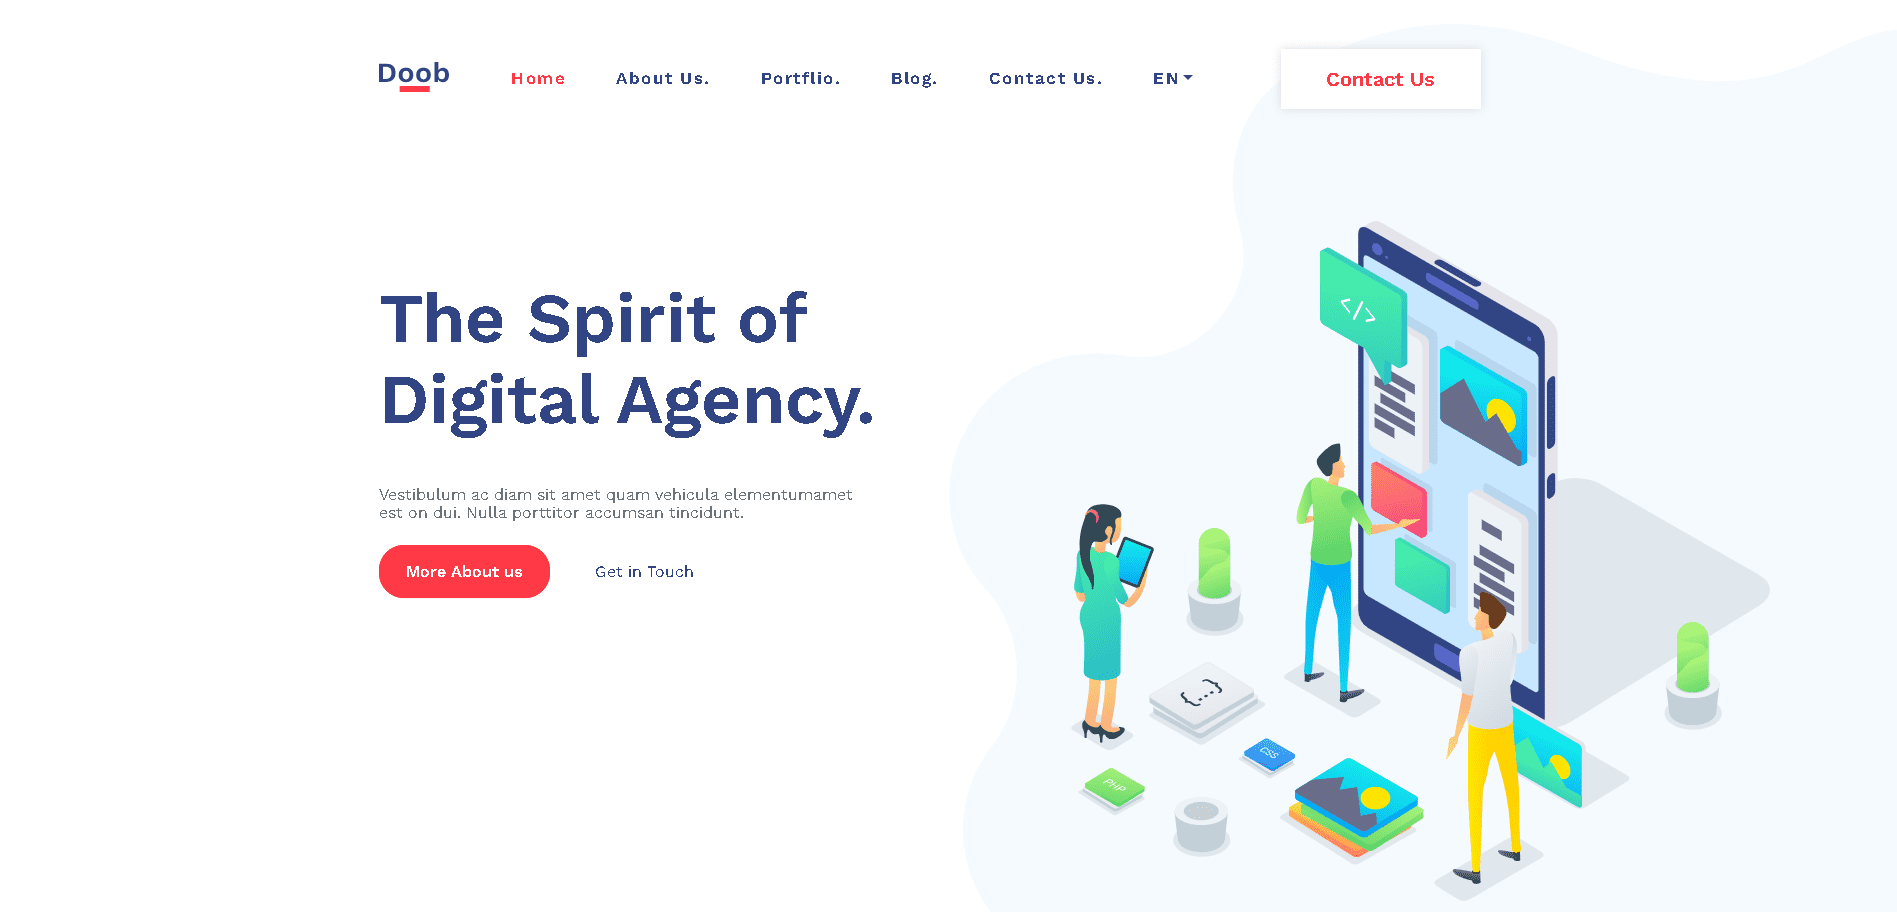 Doob
Home
About Us.
Portflio.
Blog.
Contact Us.
EN
Contact Us
The Spirit of
Digital Agency.
Vestibulum ac diam sit amet quam vehicula elementumamet
est on dui. Nulla porttitor accumsan tincidunt.
More About us
Get in Touch
</>
{...}
CSS
PHP